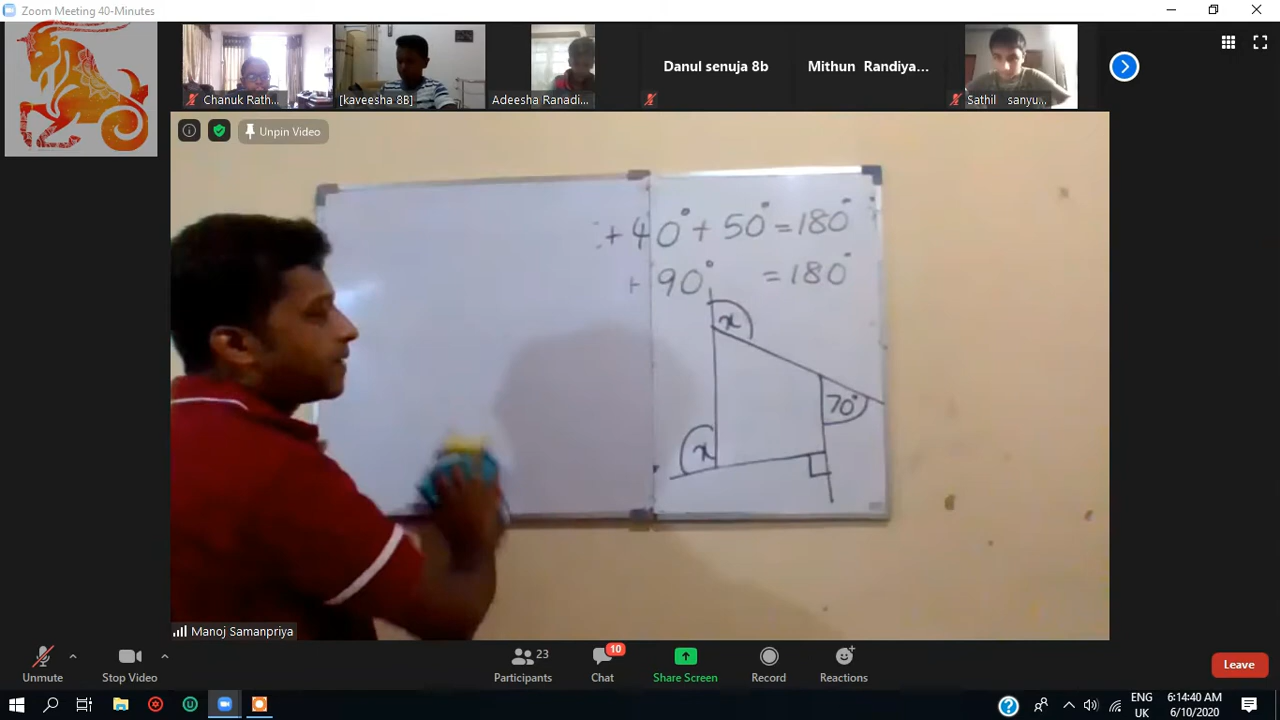 Zoom Meeting 40-Minutes
Chanuk Rath...
[kaveesha 8B]
Adeesha Ranadi...
Danul senuja 8b
Mithun Randiya...
Sathil sanyu...
Unpin Video
+ 40° + 50° = 180°
+ 90° = 180°
x
70°
x
Manoj Samanpriya
Unmute
Stop Video
23
Participants
10
Chat
Share Screen
Record
Reactions
Leave
ENG
UK
6:14:40 AM
6/10/2020